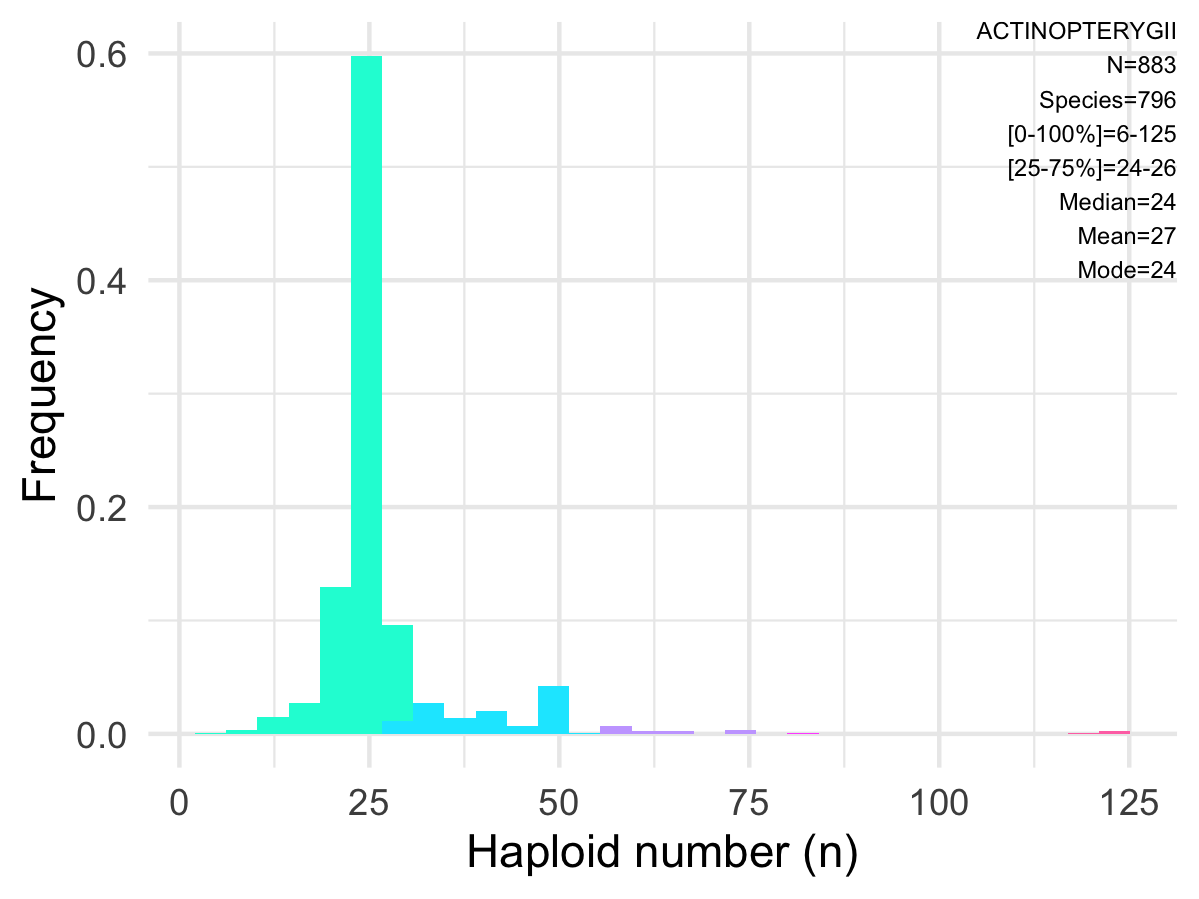 ACTINOPTERYGII
N=883
Species=796
[0-100%]=6-125
[25-75%]=24-26
Median=24
Mean=27
Mode=24
0.6
0.4
0.2
0.0
Frequency
0 25 50 75 100 125
Haploid number (n)